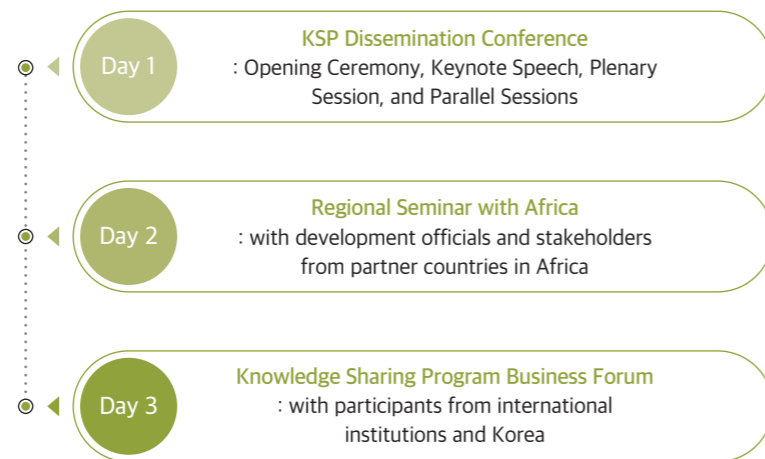 Day 1
KSP Dissemination Conference
: Opening Ceremony, Keynote Speech, Plenary
Session, and Parallel Sessions
Day 2
Regional Seminar with Africa
: with development officials and stakeholders
from partner countries in Africa
Day 3
Knowledge Sharing Program Business Forum
: with participants from international
institutions and Korea